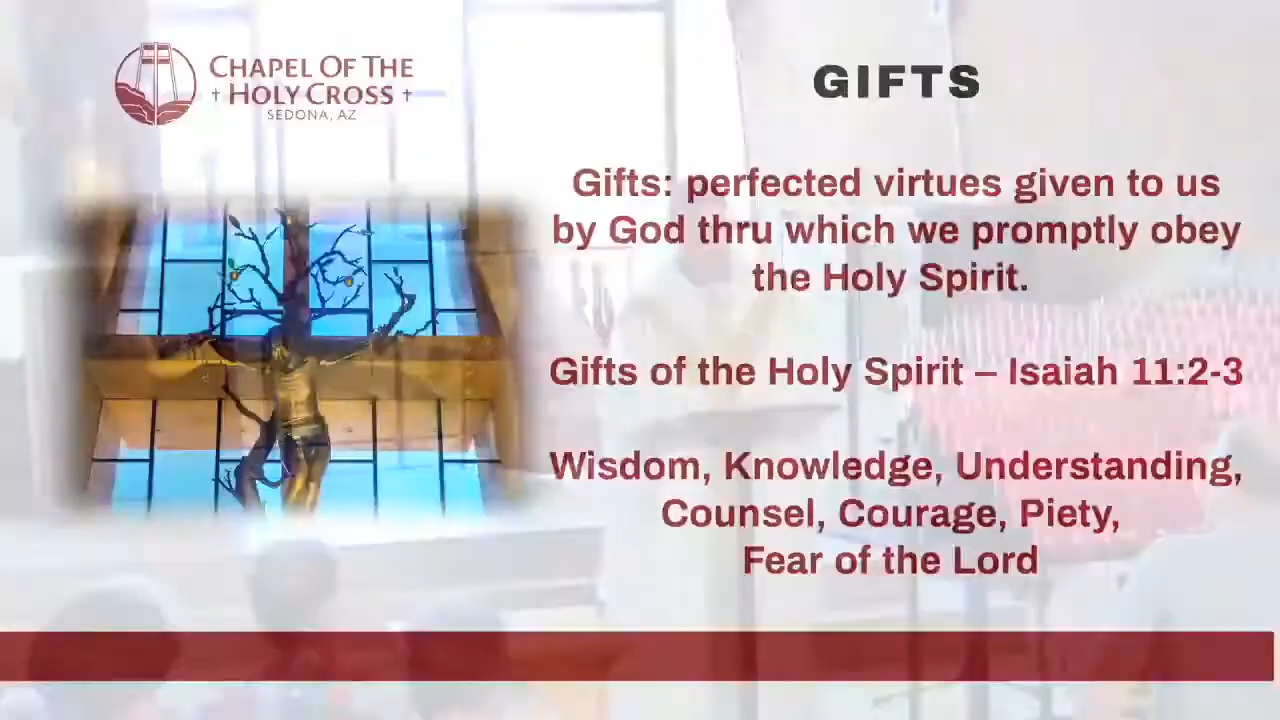 CHAPEL OF THE
HOLY CROSS
SEDONA, AZ
GIFTS
Gifts: perfected virtues given to us
by God thru which we promptly obey
the Holy Spirit.
Gifts of the Holy Spirit – Isaiah 11:2-3
Wisdom, Knowledge, Understanding,
Counsel, Courage, Piety,
Fear of the Lord